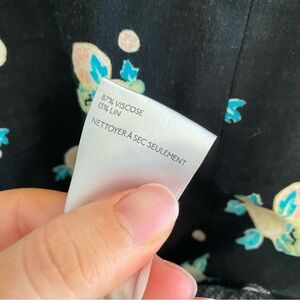 87% VISCOSE
13% LIN
NETTOYER À SEC SEULEMENT